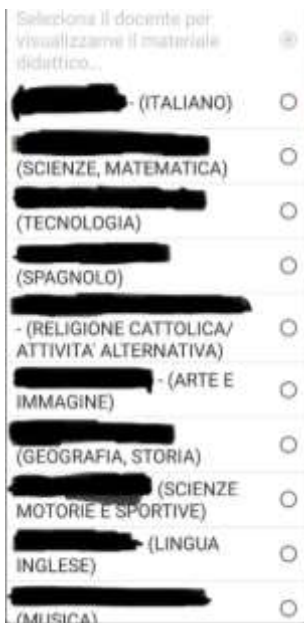 Seleziona il docente per
visualizzarne il materiale
didattico...
- (ITALIANO)
(SCIENZE, MATEMATICA)
(TECNOLOGIA)
(SPAGNOLO)
- (RELIGIONE CATTOLICA/
ATTIVITA' ALTERNATIVA)
- (ARTE E
IMMAGINE)
(GEOGRAFIA, STORIA)
(SCIENZE
MOTORIE E SPORTIVE)
- (LINGUA
INGLESE)
(MUSICA)